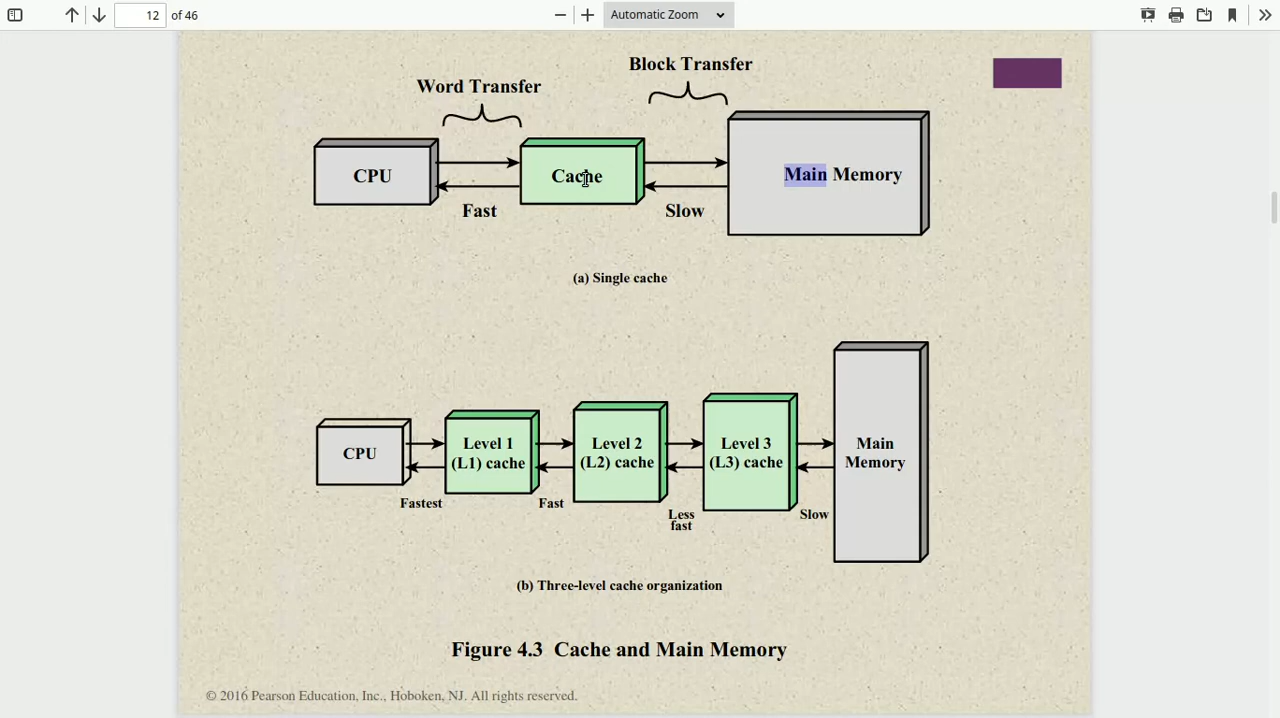 12 of 46
Automatic Zoom
Block Transfer
Word Transfer
CPU
Cache
Main Memory
Fast
Slow
(a) Single cache
CPU
Level 1
(L1) cache
Level 2
(L2) cache
Level 3
(L3) cache
Main
Memory
Fastest
Fast
Less
fast
Slow
(b) Three-level cache organization
Figure 4.3 Cache and Main Memory
© 2016 Pearson Education, Inc., Hoboken, NJ. All rights reserved.